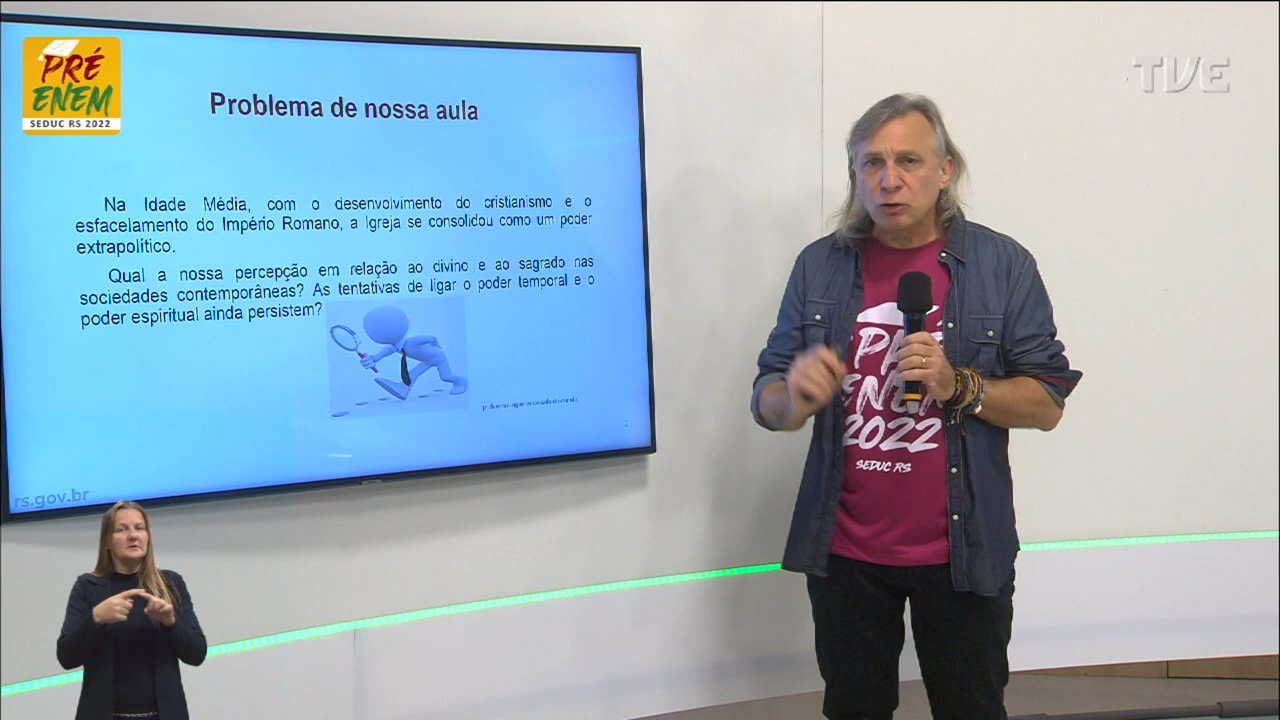 PRÉ
ENEM
SEDUC RS 2022
TVE
Problema de nossa aula
Na Idade Média, com o desenvolvimento do cristianismo e o
esfacelamento do Império Romano, a Igreja se consolidou como um poder
extrapolítico.
Qual a nossa percepção em relação ao divino e ao sagrado nas
sociedades contemporâneas? As tentativas de ligar o poder temporal e o
poder espiritual ainda persistem?
rs.gov.br
ENEM
2022
SEDUC RS